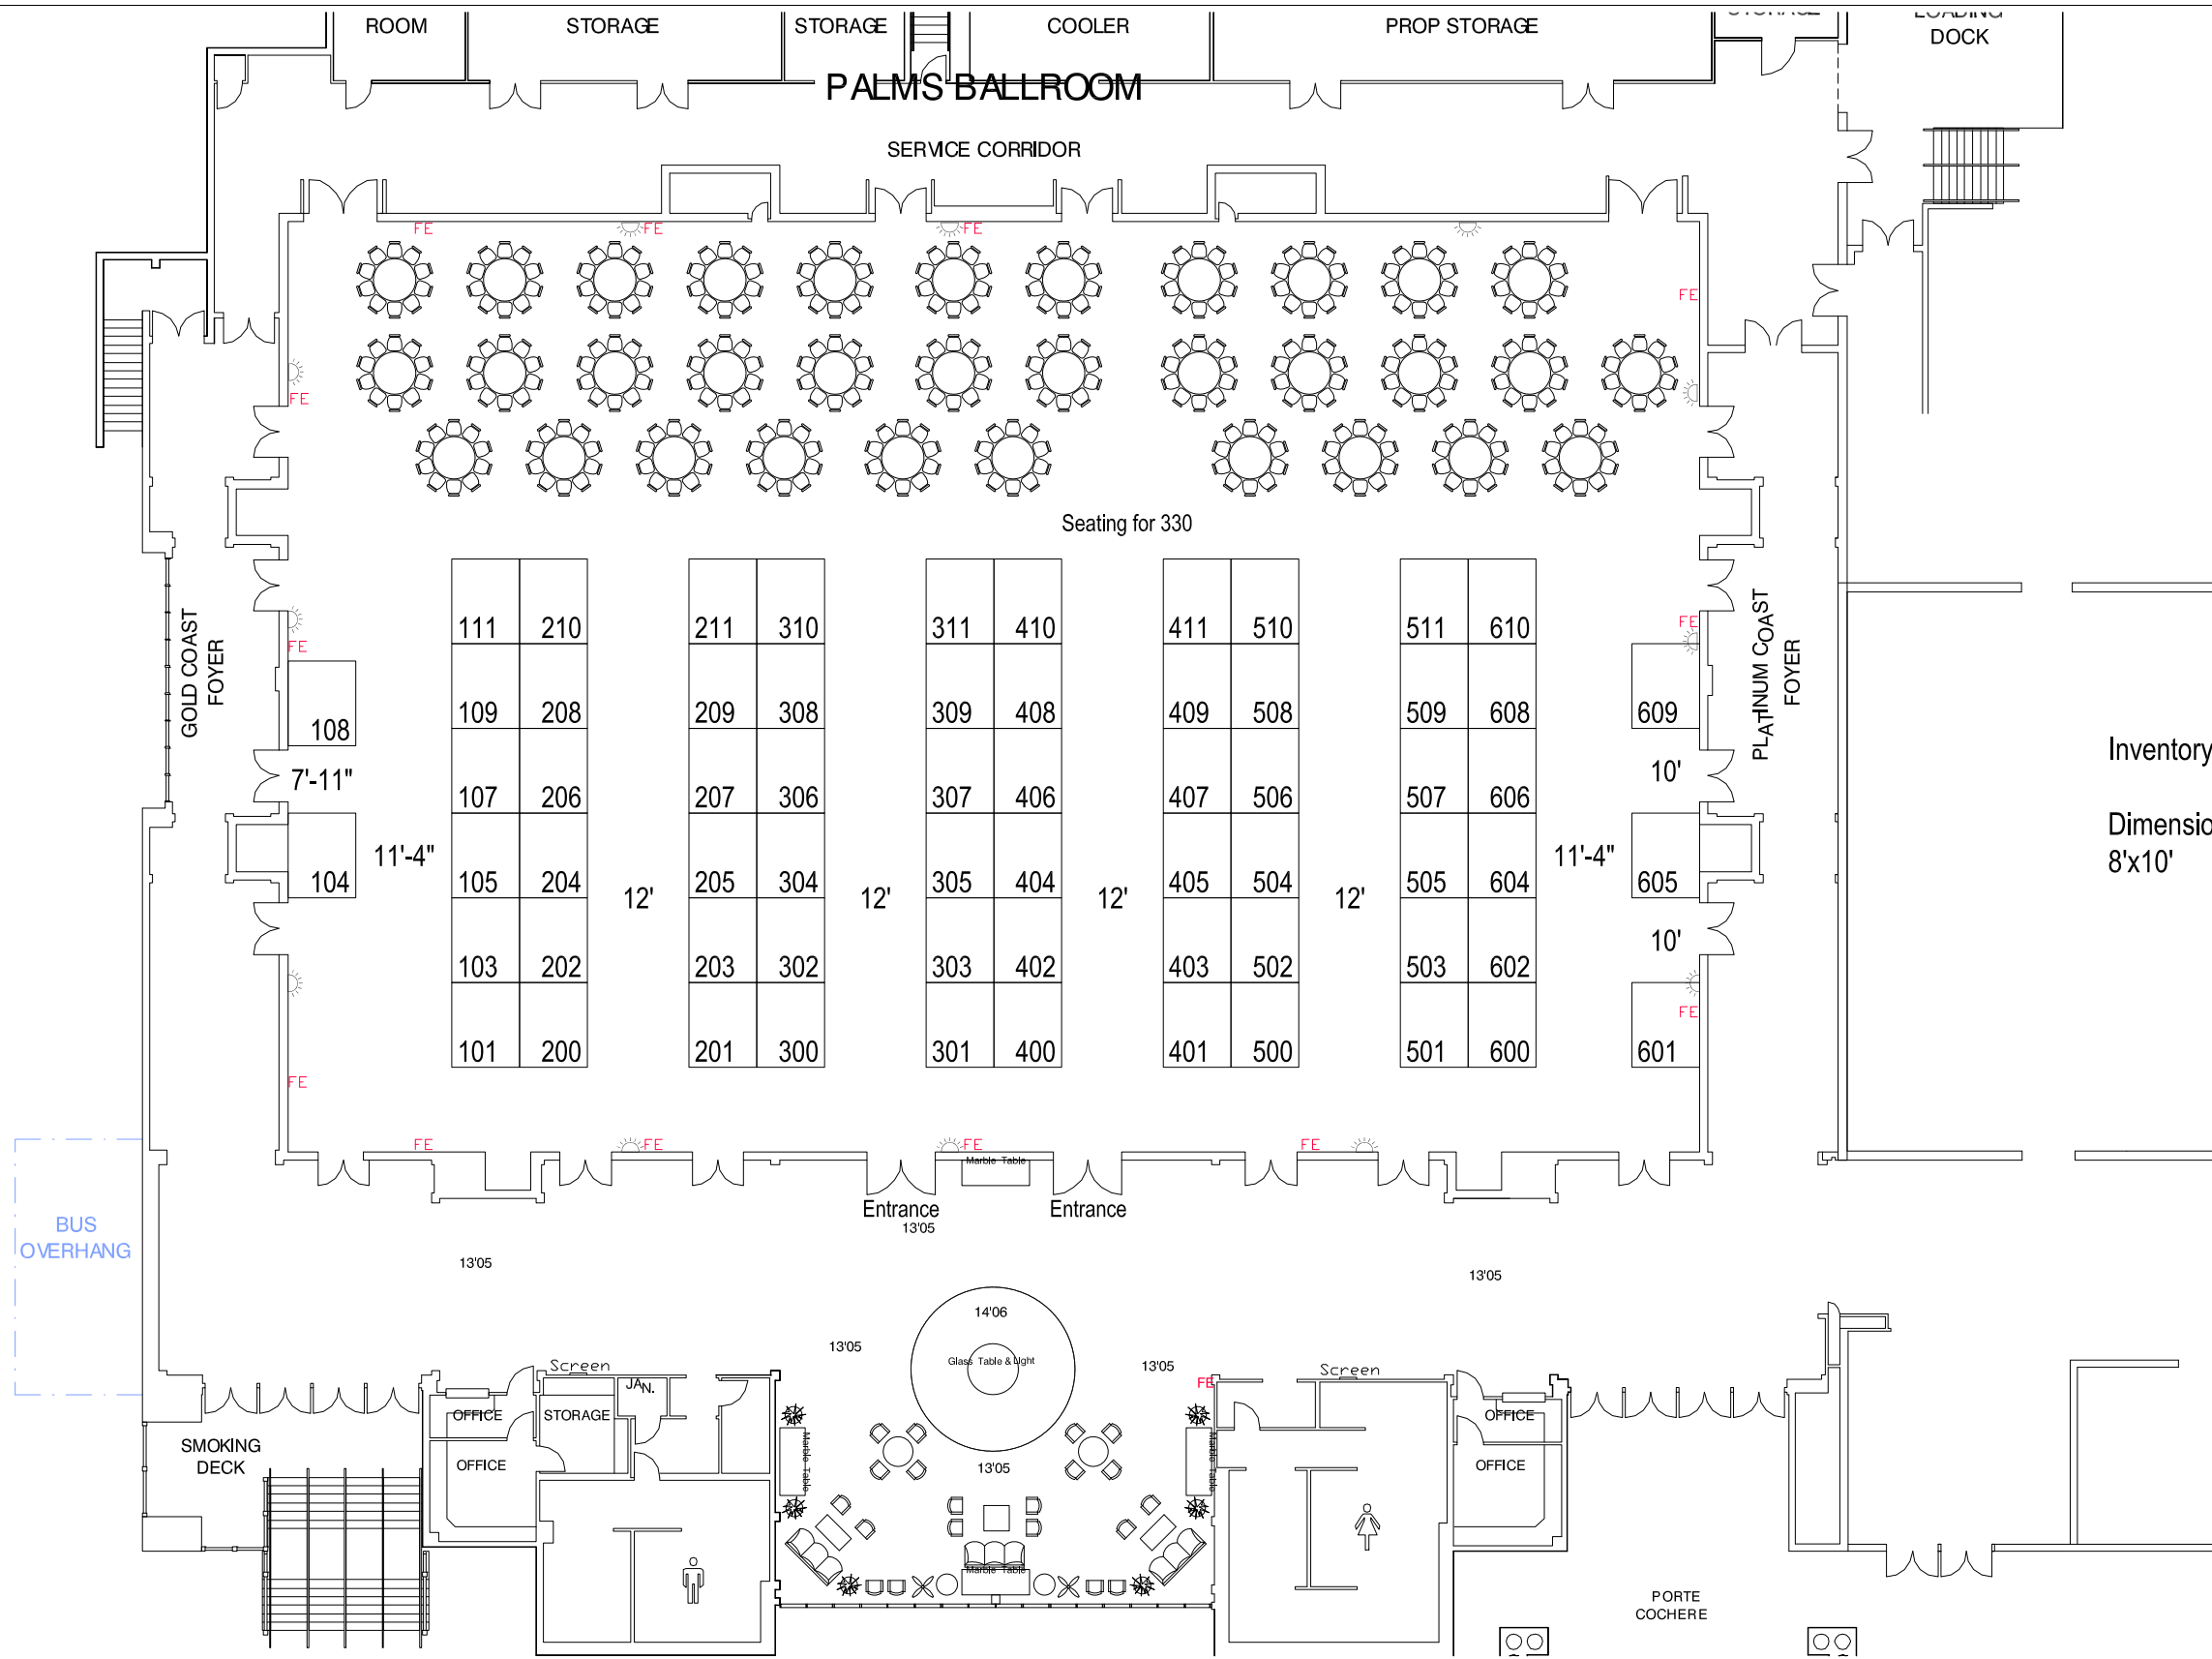 ROOM
STORAGE
STORAGE
COOLER
PROP STORAGE
STORAGE
LOADING
DOCK
PALMS BALLROOM
SERVICE CORRIDOR
FE
FE
FE
FE
FE
Seating for 330
GOLD COAST
FOYER
PLATINUM COAST
FOYER
FE
FE
111 210 211 310 311 410 411 510 511 610
109 208 209 308 309 408 409 508 509 608
108
609
7'-11"
10'
Inventory
107 206 207 306 307 406 407 506 507 606
11'-4"
11'-4"
8'x10'
104
105 204 205 304 305 404 405 504 505 604
605
12'
12'
12'
12'
10'
103 202 203 302 303 402 403 502 503 602
FE
101 200 201 300 301 400 401 500 501 600
601
FE
FE
FE
FE
FE
Marble Table
Entrance
Entrance
13'05
BUS
OVERHANG
13'05
13'05
14'06
13'05
Glass Table & Light
13'05
Screen
Screen
FE
JAN.
OFFICE
STORAGE
OFFICE
SMOKING
DECK
OFFICE
Marble Table
13'05
Marble Table
OFFICE
Marble Table
PORTE
COCHERE